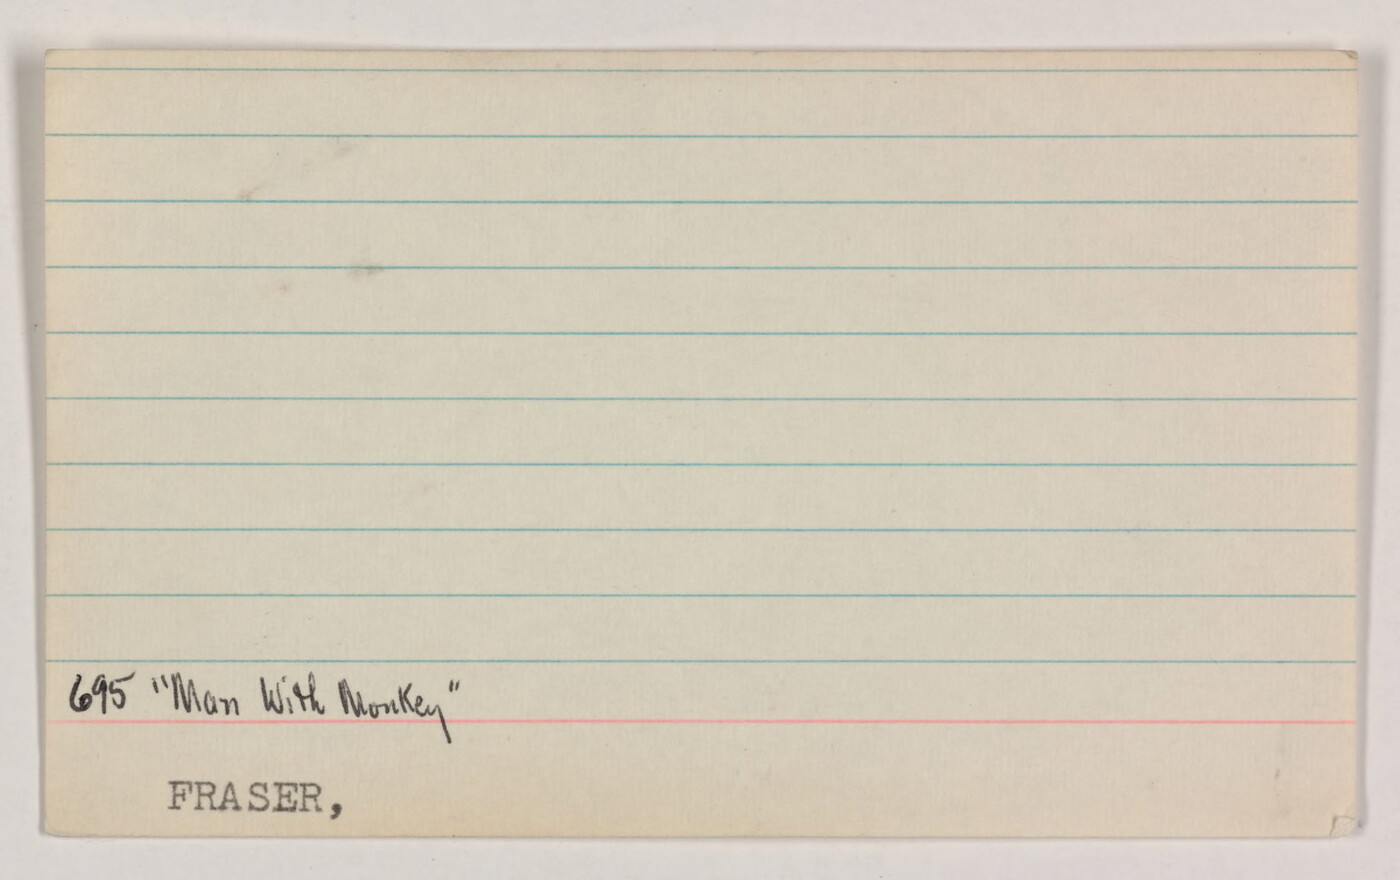 695 "Man With Monkey"
FRASER,